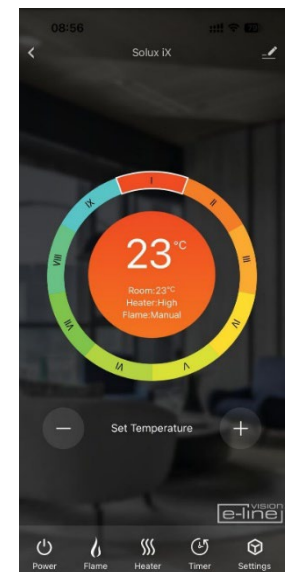 08:56
Solux iX
I
II
III
IV
V
VI
VII
VIII
IX
23°C
Room:23°C
Heater:High
Flame:Manual
Set Temperature
VISION
e-line
Power Flame Heater Timer Settings